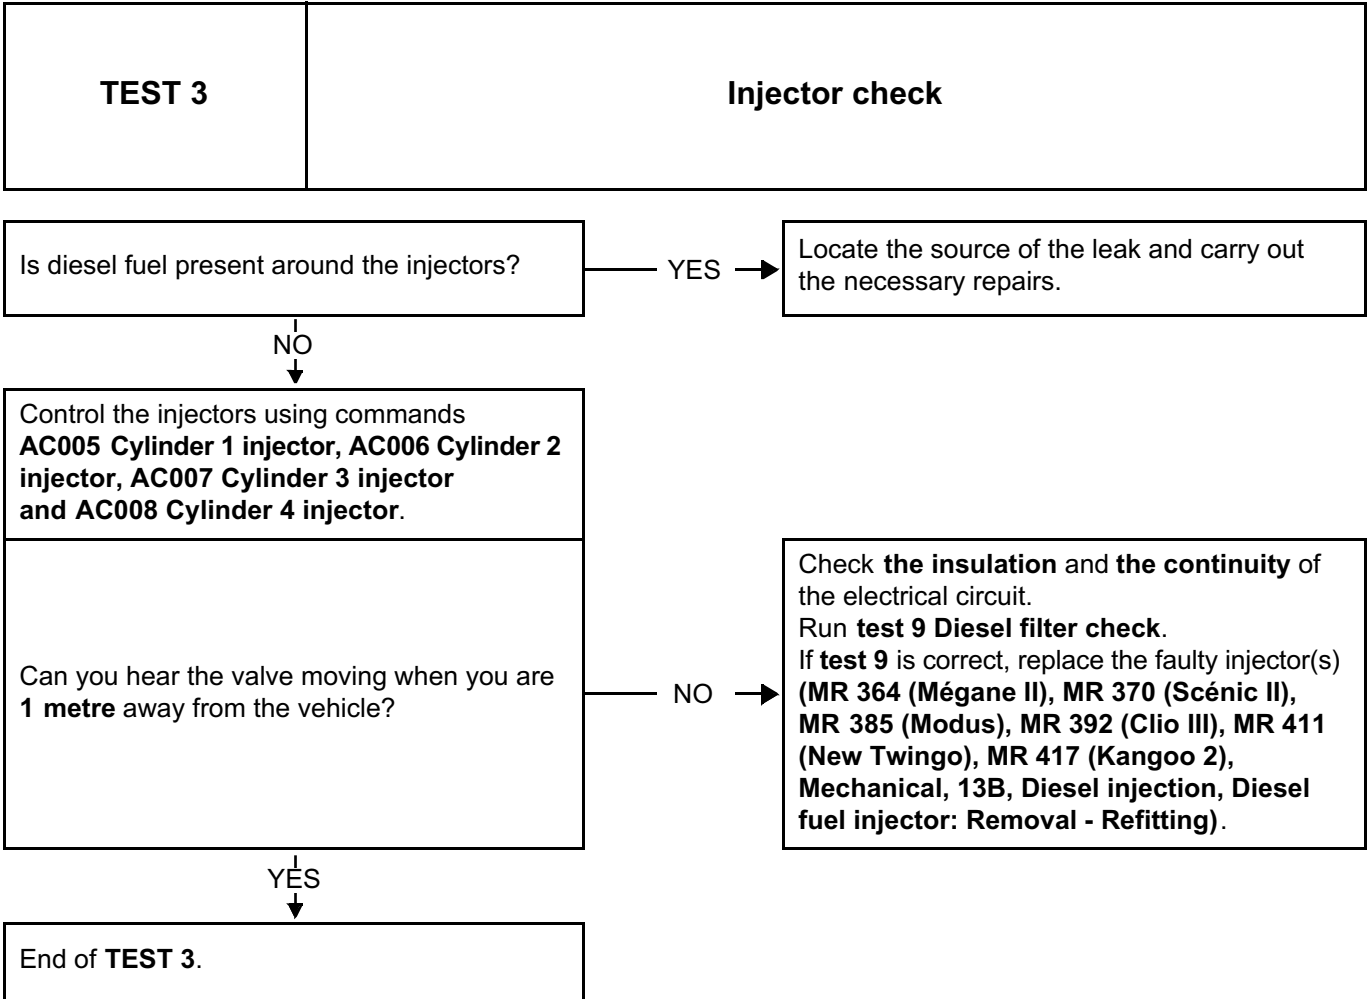 TEST 3
Injector check
Is diesel fuel present around the injectors?
YES
Locate the source of the leak and carry out
the necessary repairs.
NO
Control the injectors using commands
AC005 Cylinder 1 injector, AC006 Cylinder 2
injector, AC007 Cylinder 3 injector
and AC008 Cylinder 4 injector.
Can you hear the valve moving when you are
1 metre away from the vehicle?
NO
Check the insulation and the continuity of
the electrical circuit.
Run test 9 Diesel filter check.
If test 9 is correct, replace the faulty injector(s)
(MR 364 (Mégane II), MR 370 (Scénic II),
MR 385 (Modus), MR 392 (Clio III), MR 411
(New Twingo), MR 417 (Kangoo 2),
Mechanical, 13B, Diesel injection, Diesel
fuel injector: Removal - Refitting).
YES
End of TEST 3.